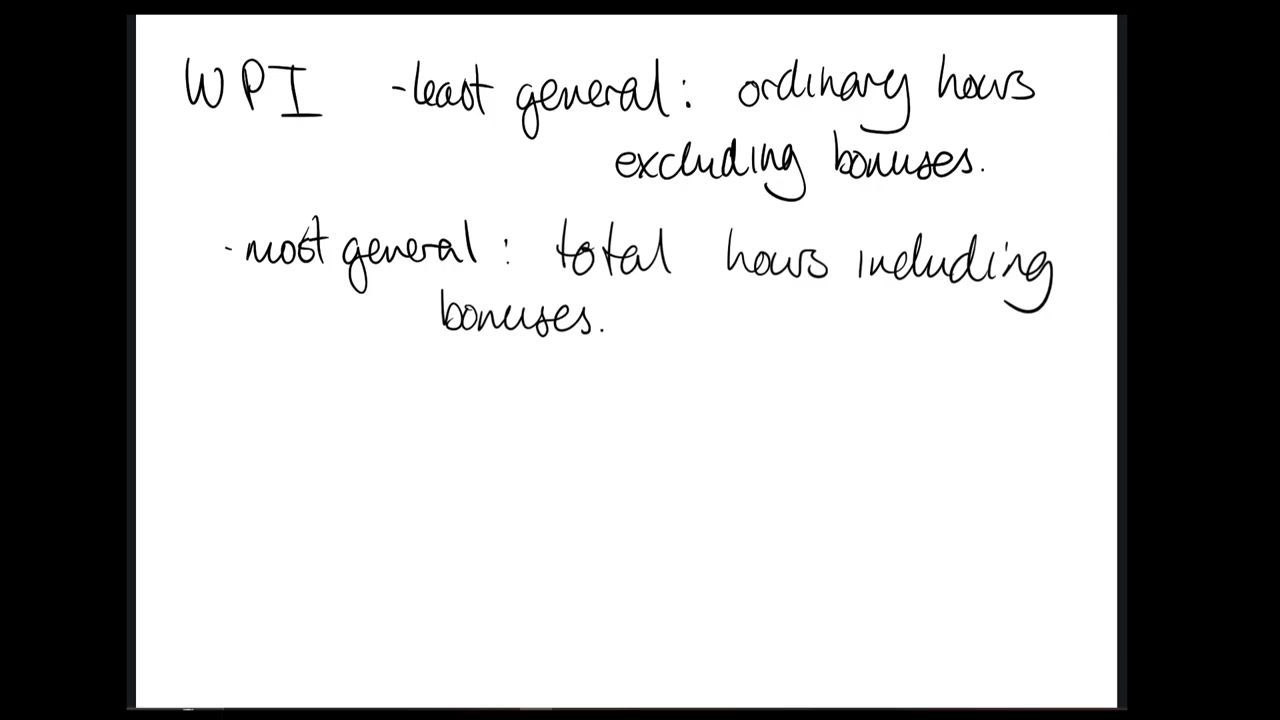 WPI - least general : ordinary hours
excluding bonuses.
- most general : total hours including
bonuses.